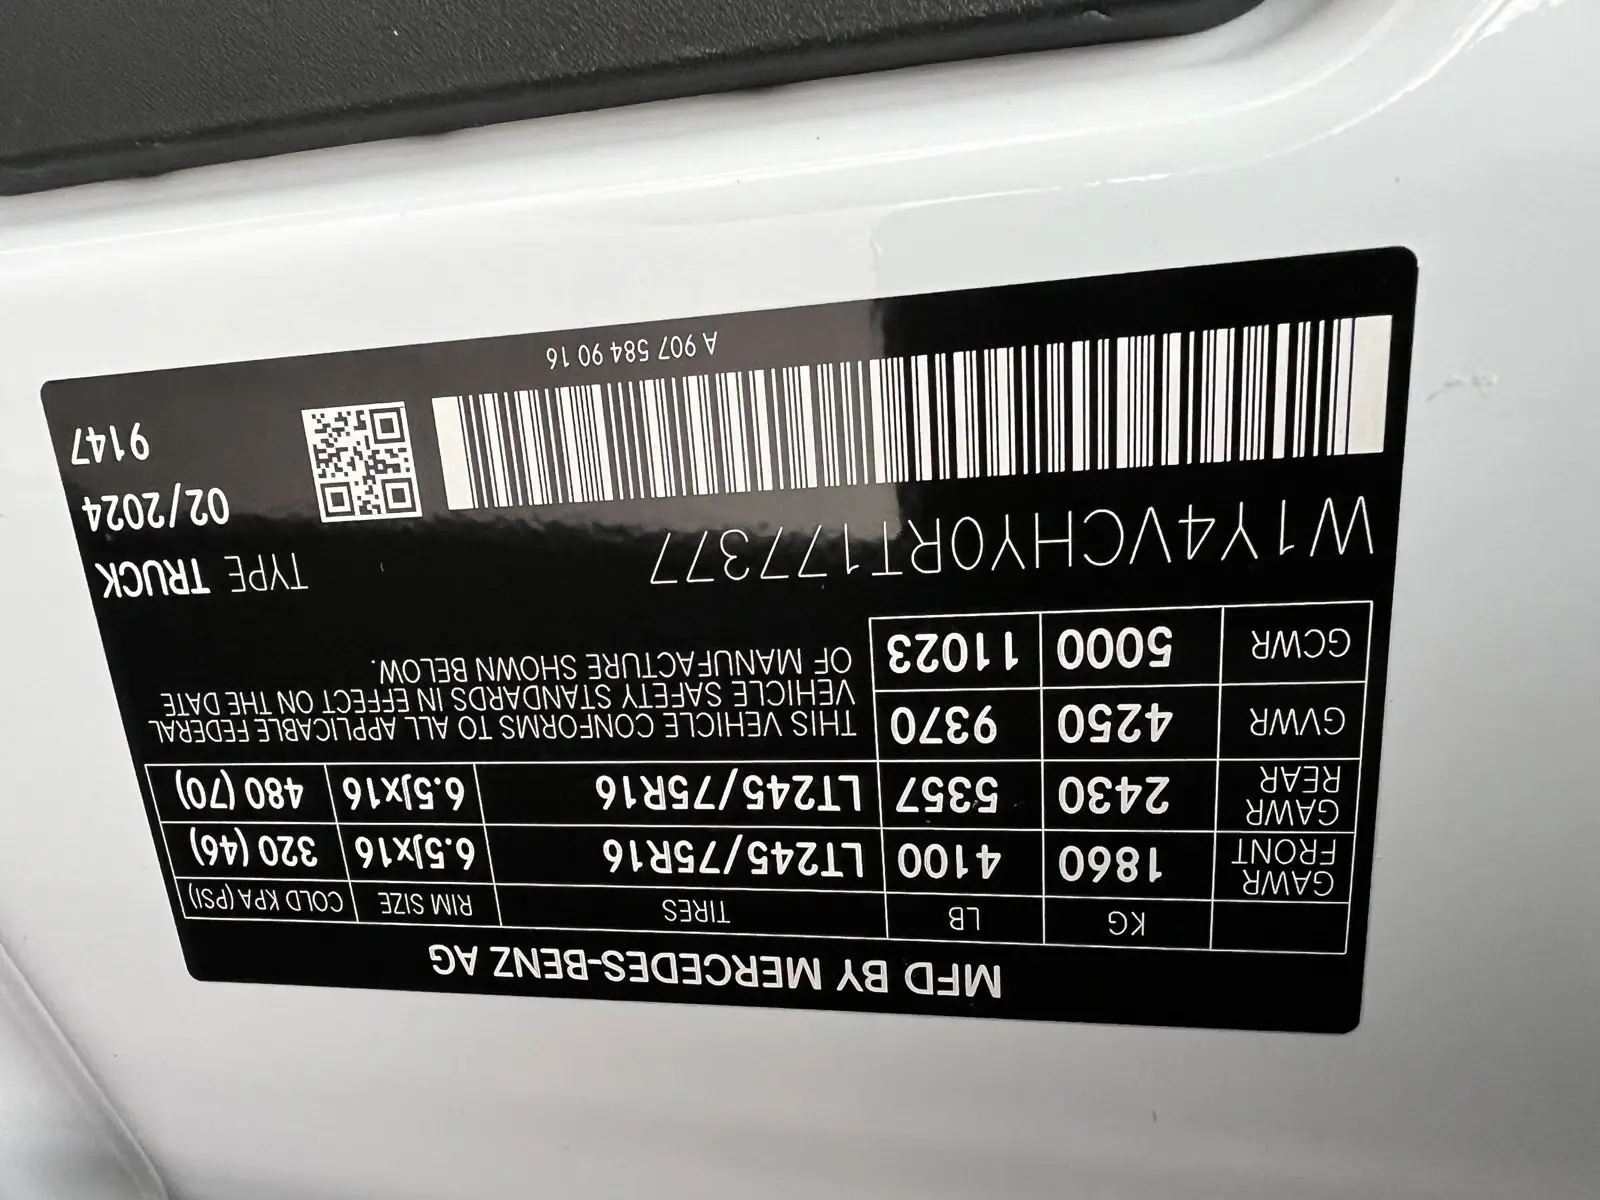 MFD BY MERCEDES-BENZ AG
KG LB TIRES RIM SIZE COLD KPA (PSI)
GAWR FRONT 1860 4100 LT245/75R16 6.5Jx16 320 (46)
GAWR REAR 2430 5357 LT245/75R16 6.5Jx16 480 (70)
GVWR 4250 9370
GCWR 5000 11023
THIS VEHICLE CONFORMS TO ALL APPLICABLE FEDERAL
VEHICLE SAFETY STANDARDS IN EFFECT ON THE DATE
OF MANUFACTURE SHOWN BELOW.
W1Y4VCHY0RT177377
TYPE TRUCK
02/2024
9147
A 907 584 90 16